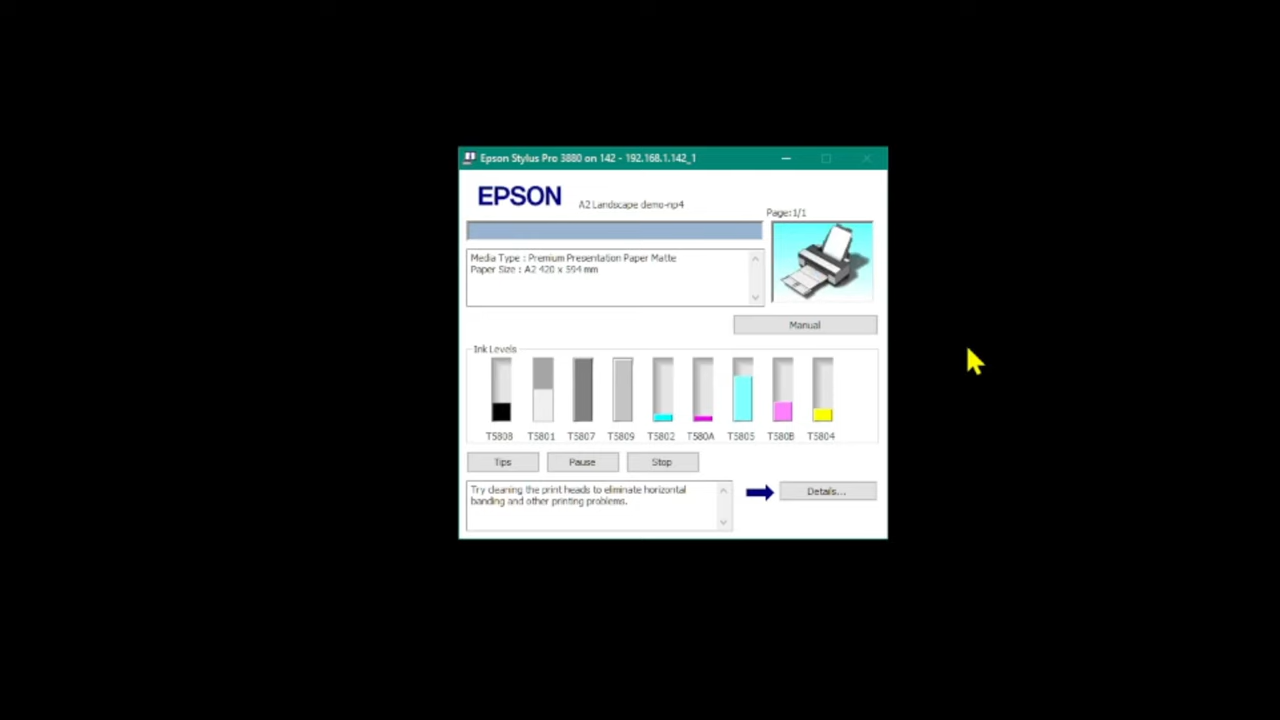 Epson Stylus Pro 3880 on 142 - 192.168.1.142_1
EPSON
A2 Landscape demo-np4
Page:1/1
Media Type : Premium Presentation Paper Matte
Paper Size : A2 420 x 594 mm
Manual
Ink Levels
T5808 T5801 T5807 T5809 T5802 T580A T5805 T580B T5804
Tips Pause Stop
Try cleaning the print heads to eliminate horizontal
banding and other printing problems.
Details...